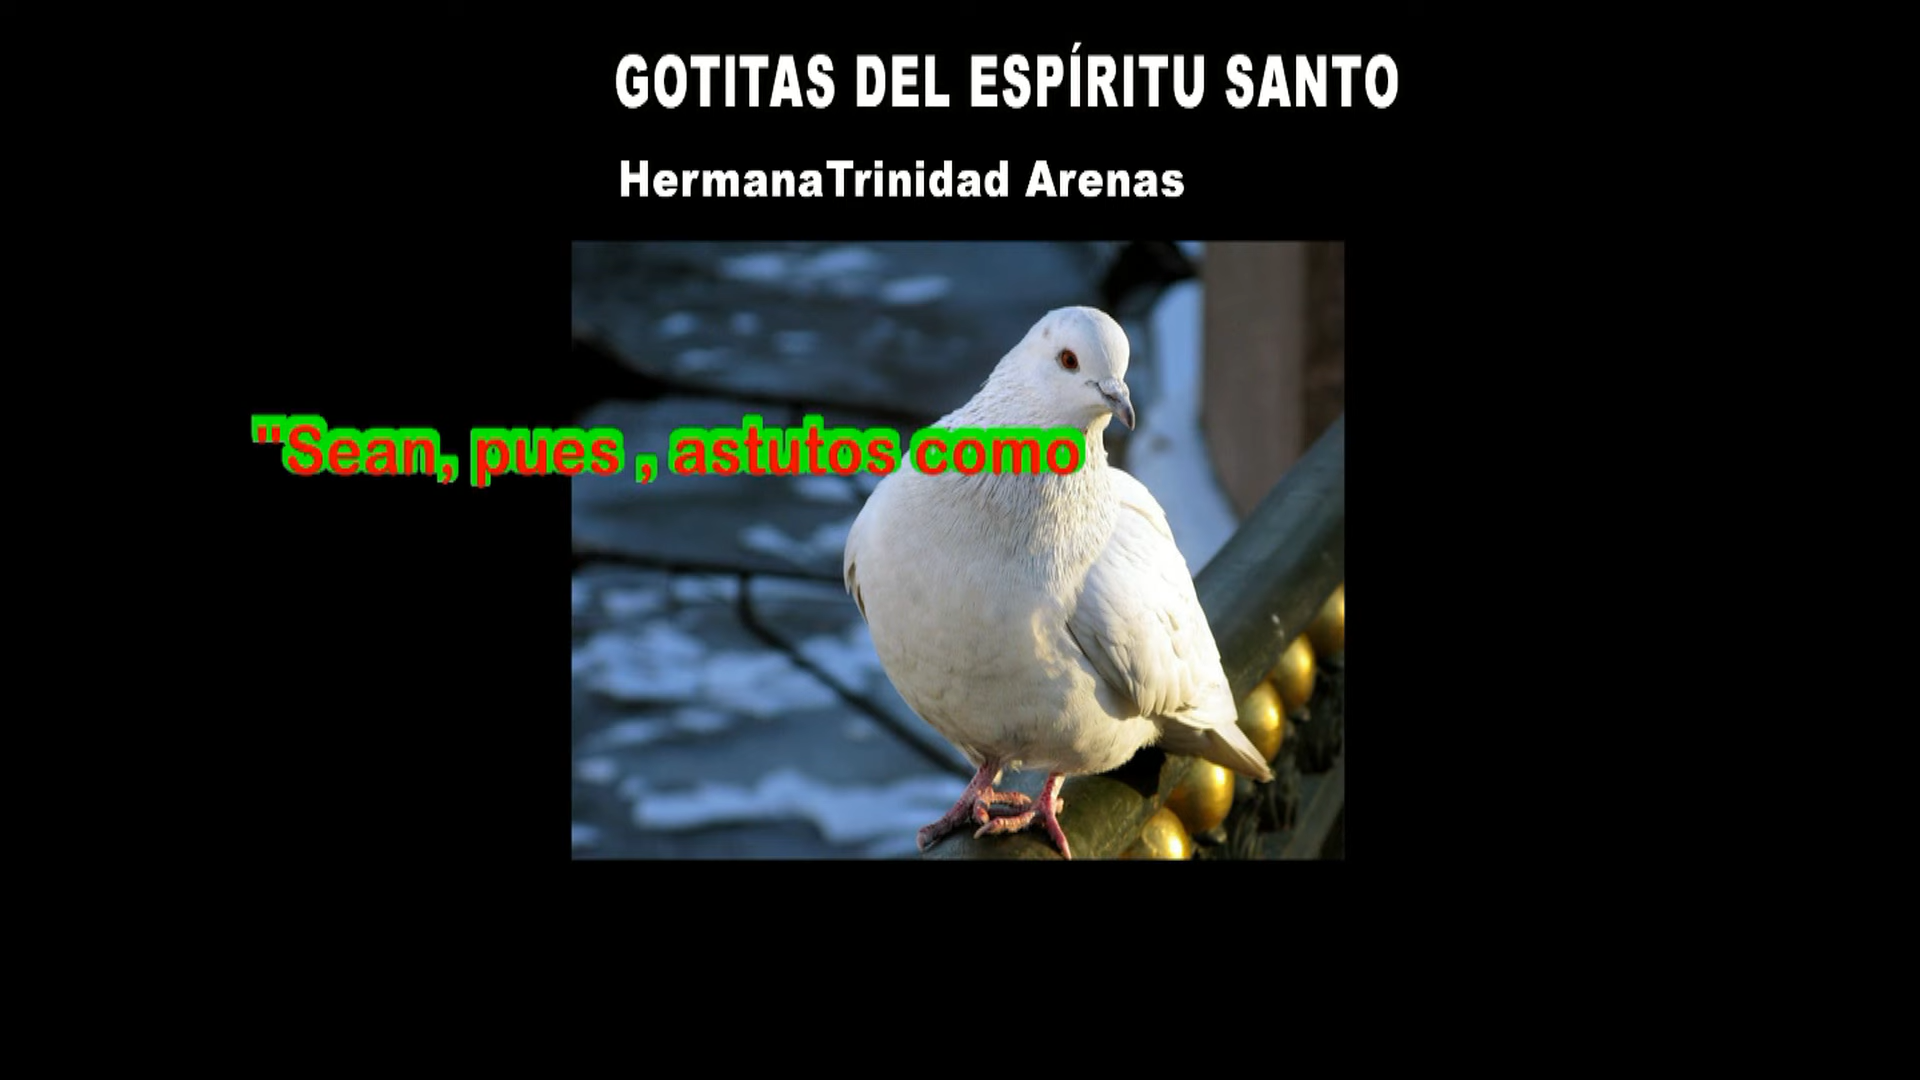 GOTITAS DEL ESPÍRITU SANTO
HermanaTrinidad Arenas
"Sean, pues , astutos como